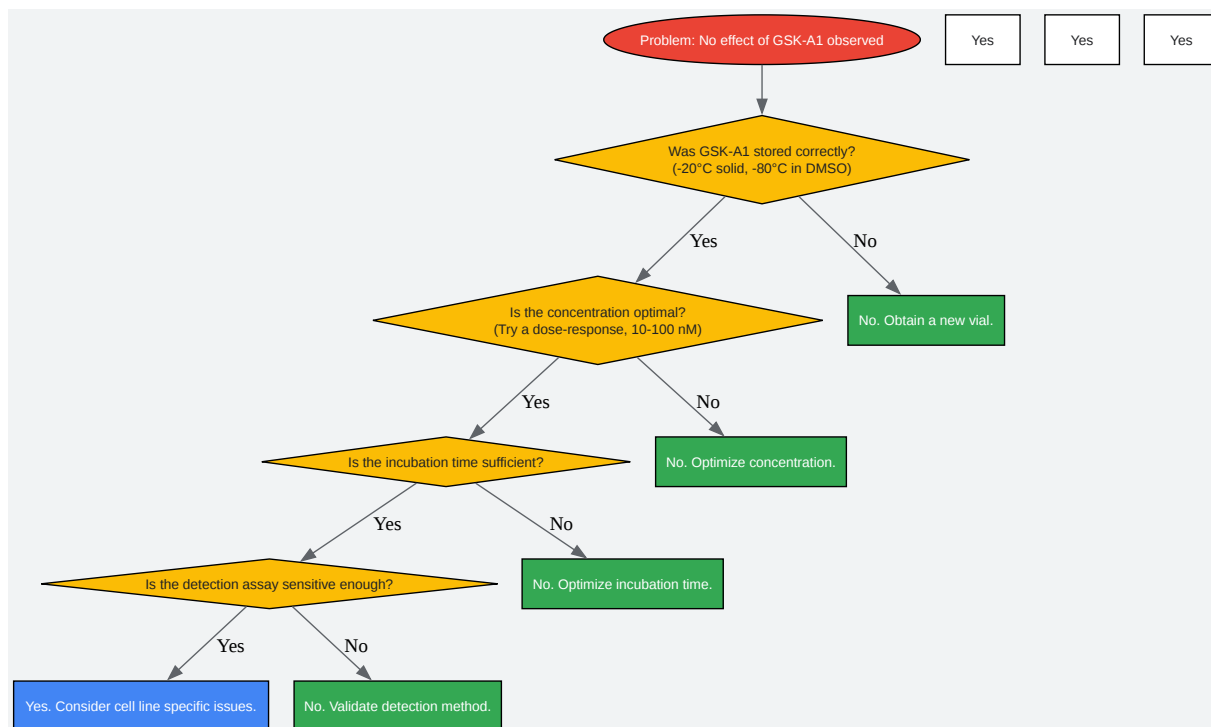 Problem: No effect of GSK-A1 observed
Yes
Yes
Yes
Was GSK-A1 stored correctly?
(-20°C solid, -80°C in DMSO)
Yes
No
Is the concentration optimal?
(Try a dose-response, 10-100 nM)
No. Obtain a new vial.
Yes
No
Is the incubation time sufficient?
No. Optimize concentration.
Yes
No
Is the detection assay sensitive enough?
No. Optimize incubation time.
Yes
No
Yes. Consider cell line specific issues.
No. Validate detection method.